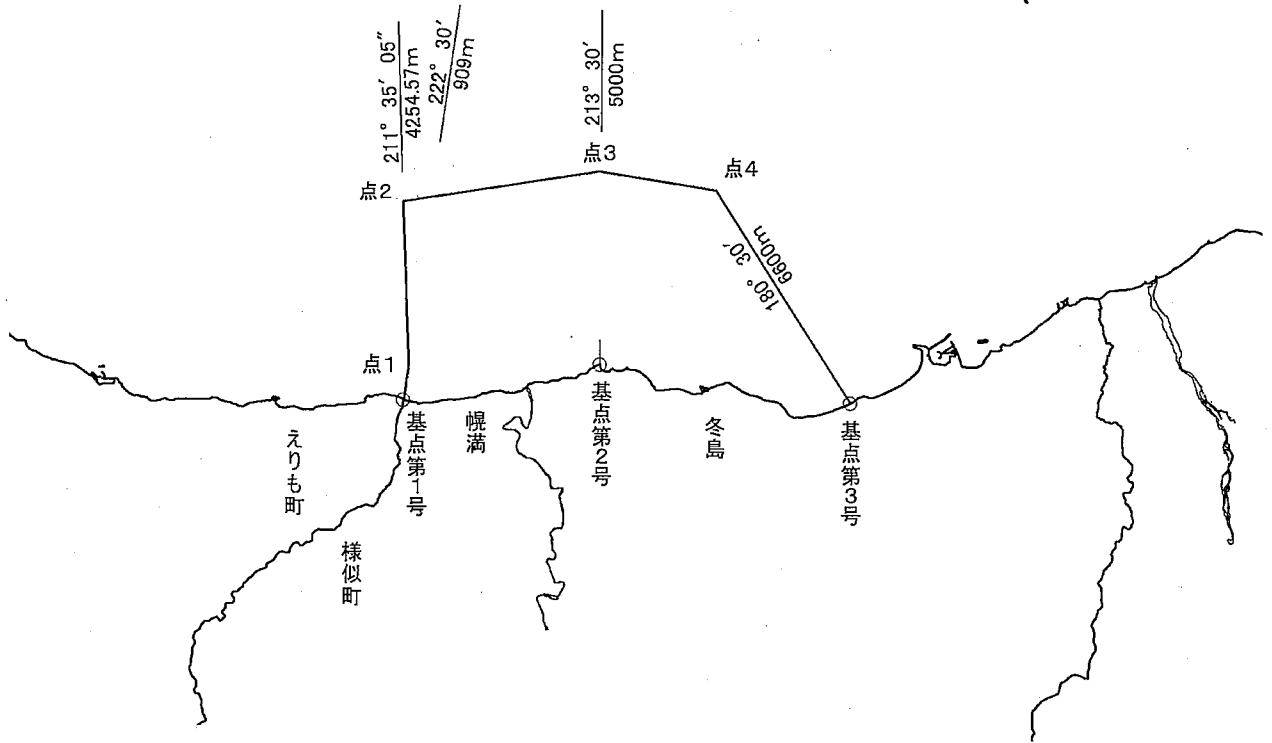 211° 35′ 05″
4254.57m
222° 30′
909m
213° 30′
5000m
点2
点3
点4
180° 30′
6600m
点1
えりも町
様似町
基点第1号
幌満
基点第2号
冬島
基点第3号